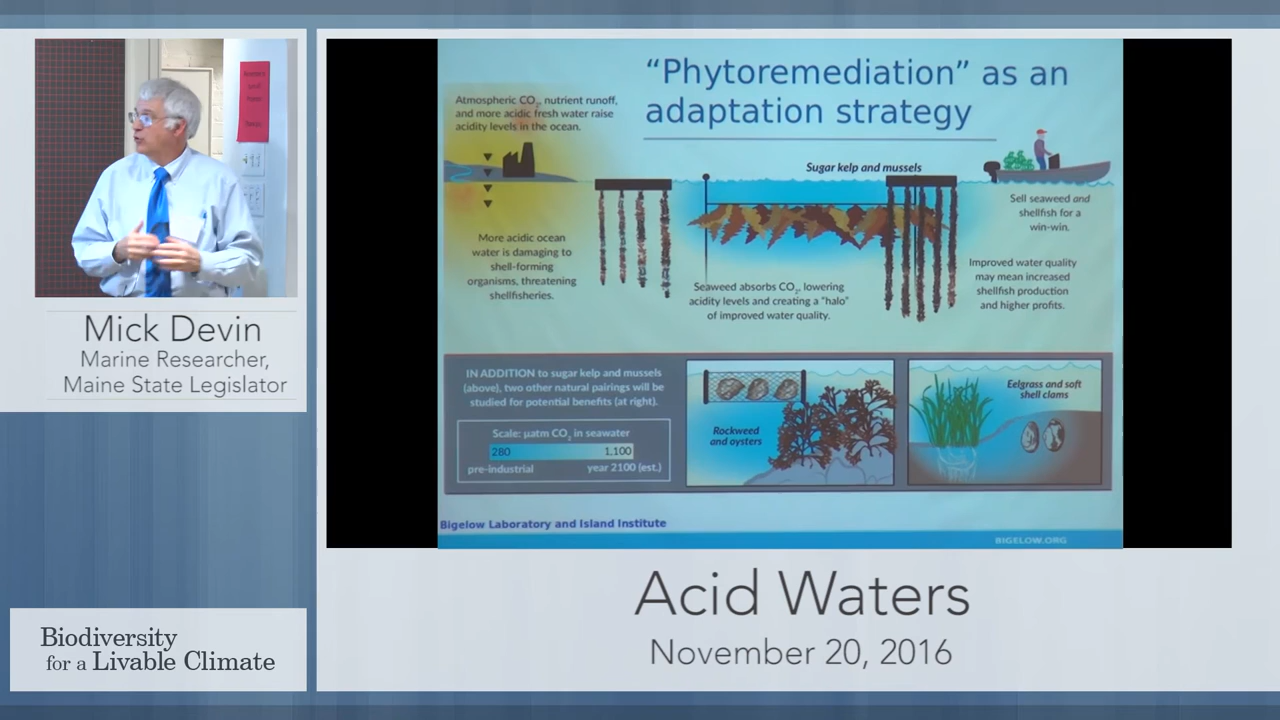 Mick Devin
Marine Researcher,
Maine State Legislator
Biodiversity
for a Livable Climate
“Phytoremediation” as an
adaptation strategy
Atmospheric CO2, nutrient runoff,
and more acidic fresh water raise
acidity levels in the ocean.
Sugar kelp and mussels
Sell seaweed and
shellfish for a
win-win.
More acidic ocean
water is damaging to
shell-forming
organisms, threatening
shellfisheries.
Seaweed absorbs CO2, lowering
acidity levels and creating a “halo”
of improved water quality.
Improved water quality
may mean increased
shellfish production
and higher profits.
IN ADDITION to sugar kelp and mussels
(above), two other natural pairings will be
studied for potential benefits (at right).
Scale: µatm CO2 in seawater
280 1,100
pre-industrial year 2100 (est.)
Rockweed
and oysters
Eelgrass and soft
shell clams
Bigelow Laboratory and Island Institute
BIGELOW.ORG
Acid Waters
November 20, 2016